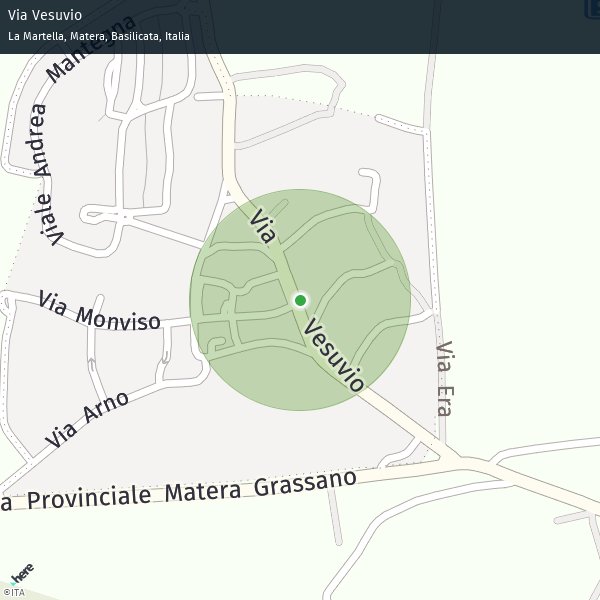 Via Vesuvio
La Martella, Matera, Basilicata, Italia
Viale Andrea Mantegna
Via Vesuvio
Via Monviso
Via Era
Via Arno
a Provinciale Matera Grassano
here
©ITA